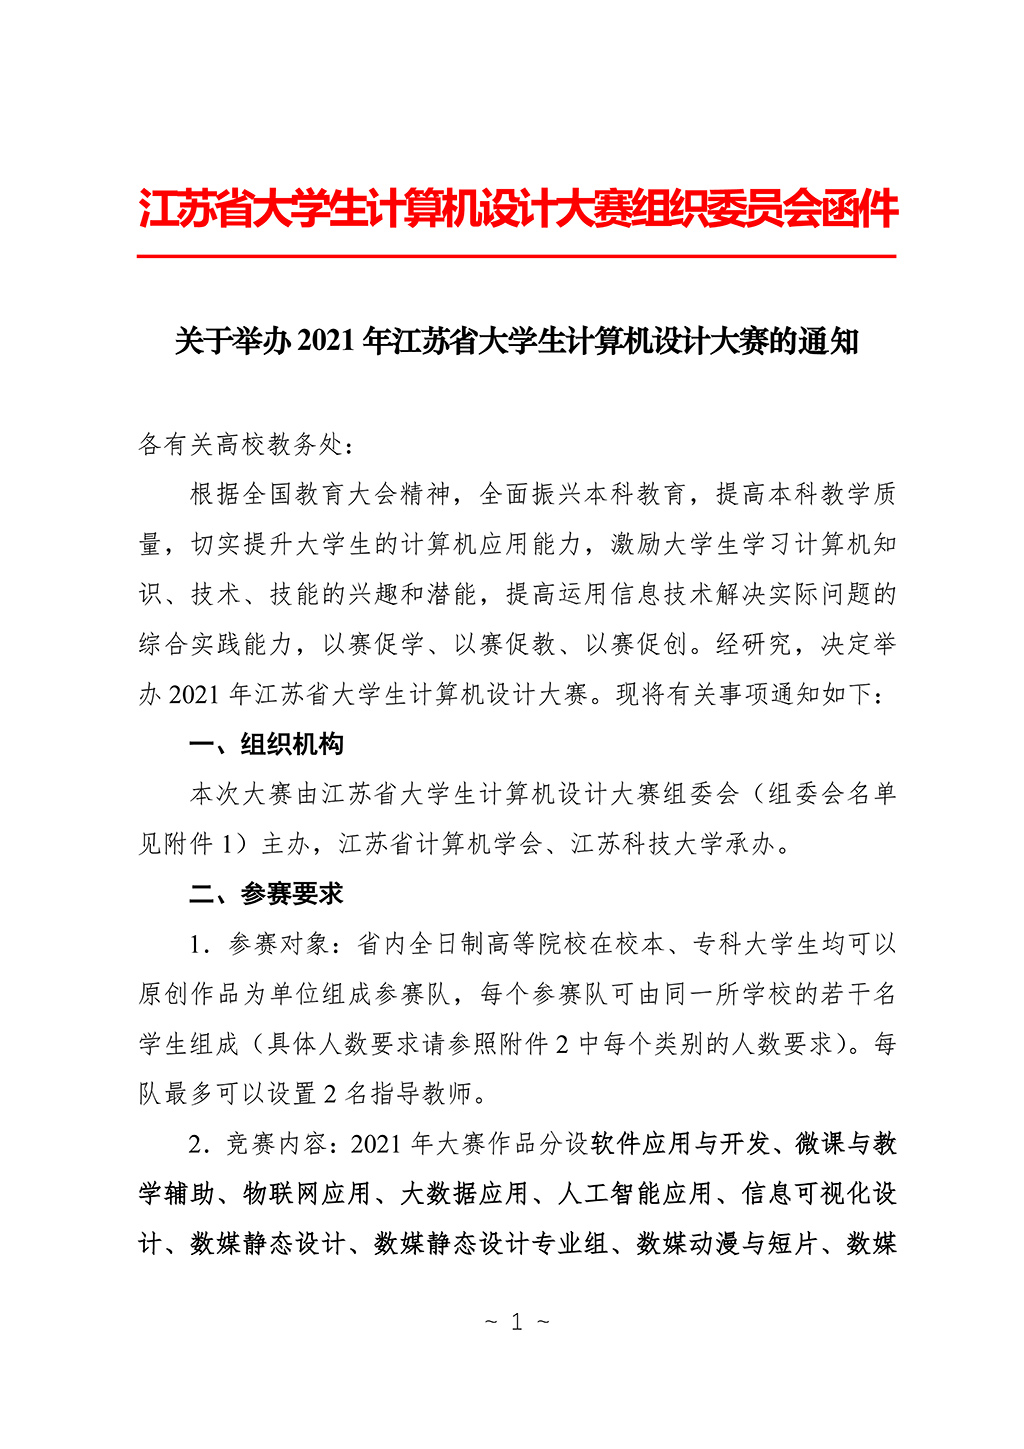 江苏省大学生计算机设计大赛组织委员会函件
关于举办 2021 年江苏省大学生计算机设计大赛的通知
各有关高校教务处：
根据全国教育大会精神，全面振兴本科教育，提高本科教学质
量，切实提升大学生的计算机应用能力，激励大学生学习计算机知
识、技术、技能的兴趣和潜能，提高运用信息技术解决实际问题的
综合实践能力，以赛促学、以赛促教、以赛促创。经研究，决定举
办 2021 年江苏省大学生计算机设计大赛。现将有关事项通知如下：
一、组织机构
本次大赛由江苏省大学生计算机设计大赛组委会（组委会名单
见附件 1）主办，江苏省计算机学会、江苏科技大学承办。
二、参赛要求
1．参赛对象：省内全日制高等院校在校本、专科大学生均可以
原创作品为单位组成参赛队，每个参赛队可由同一所学校的若干名
学生组成（具体人数要求请参照附件 2 中每个类别的人数要求）。每
队最多可以设置 2 名指导教师。
2．竞赛内容：2021 年大赛作品分设软件应用与开发、微课与教
学辅助、物联网应用、大数据应用、人工智能应用、信息可视化设
计、数媒静态设计、数媒静态设计专业组、数媒动漫与短片、数媒
~ 1 ~